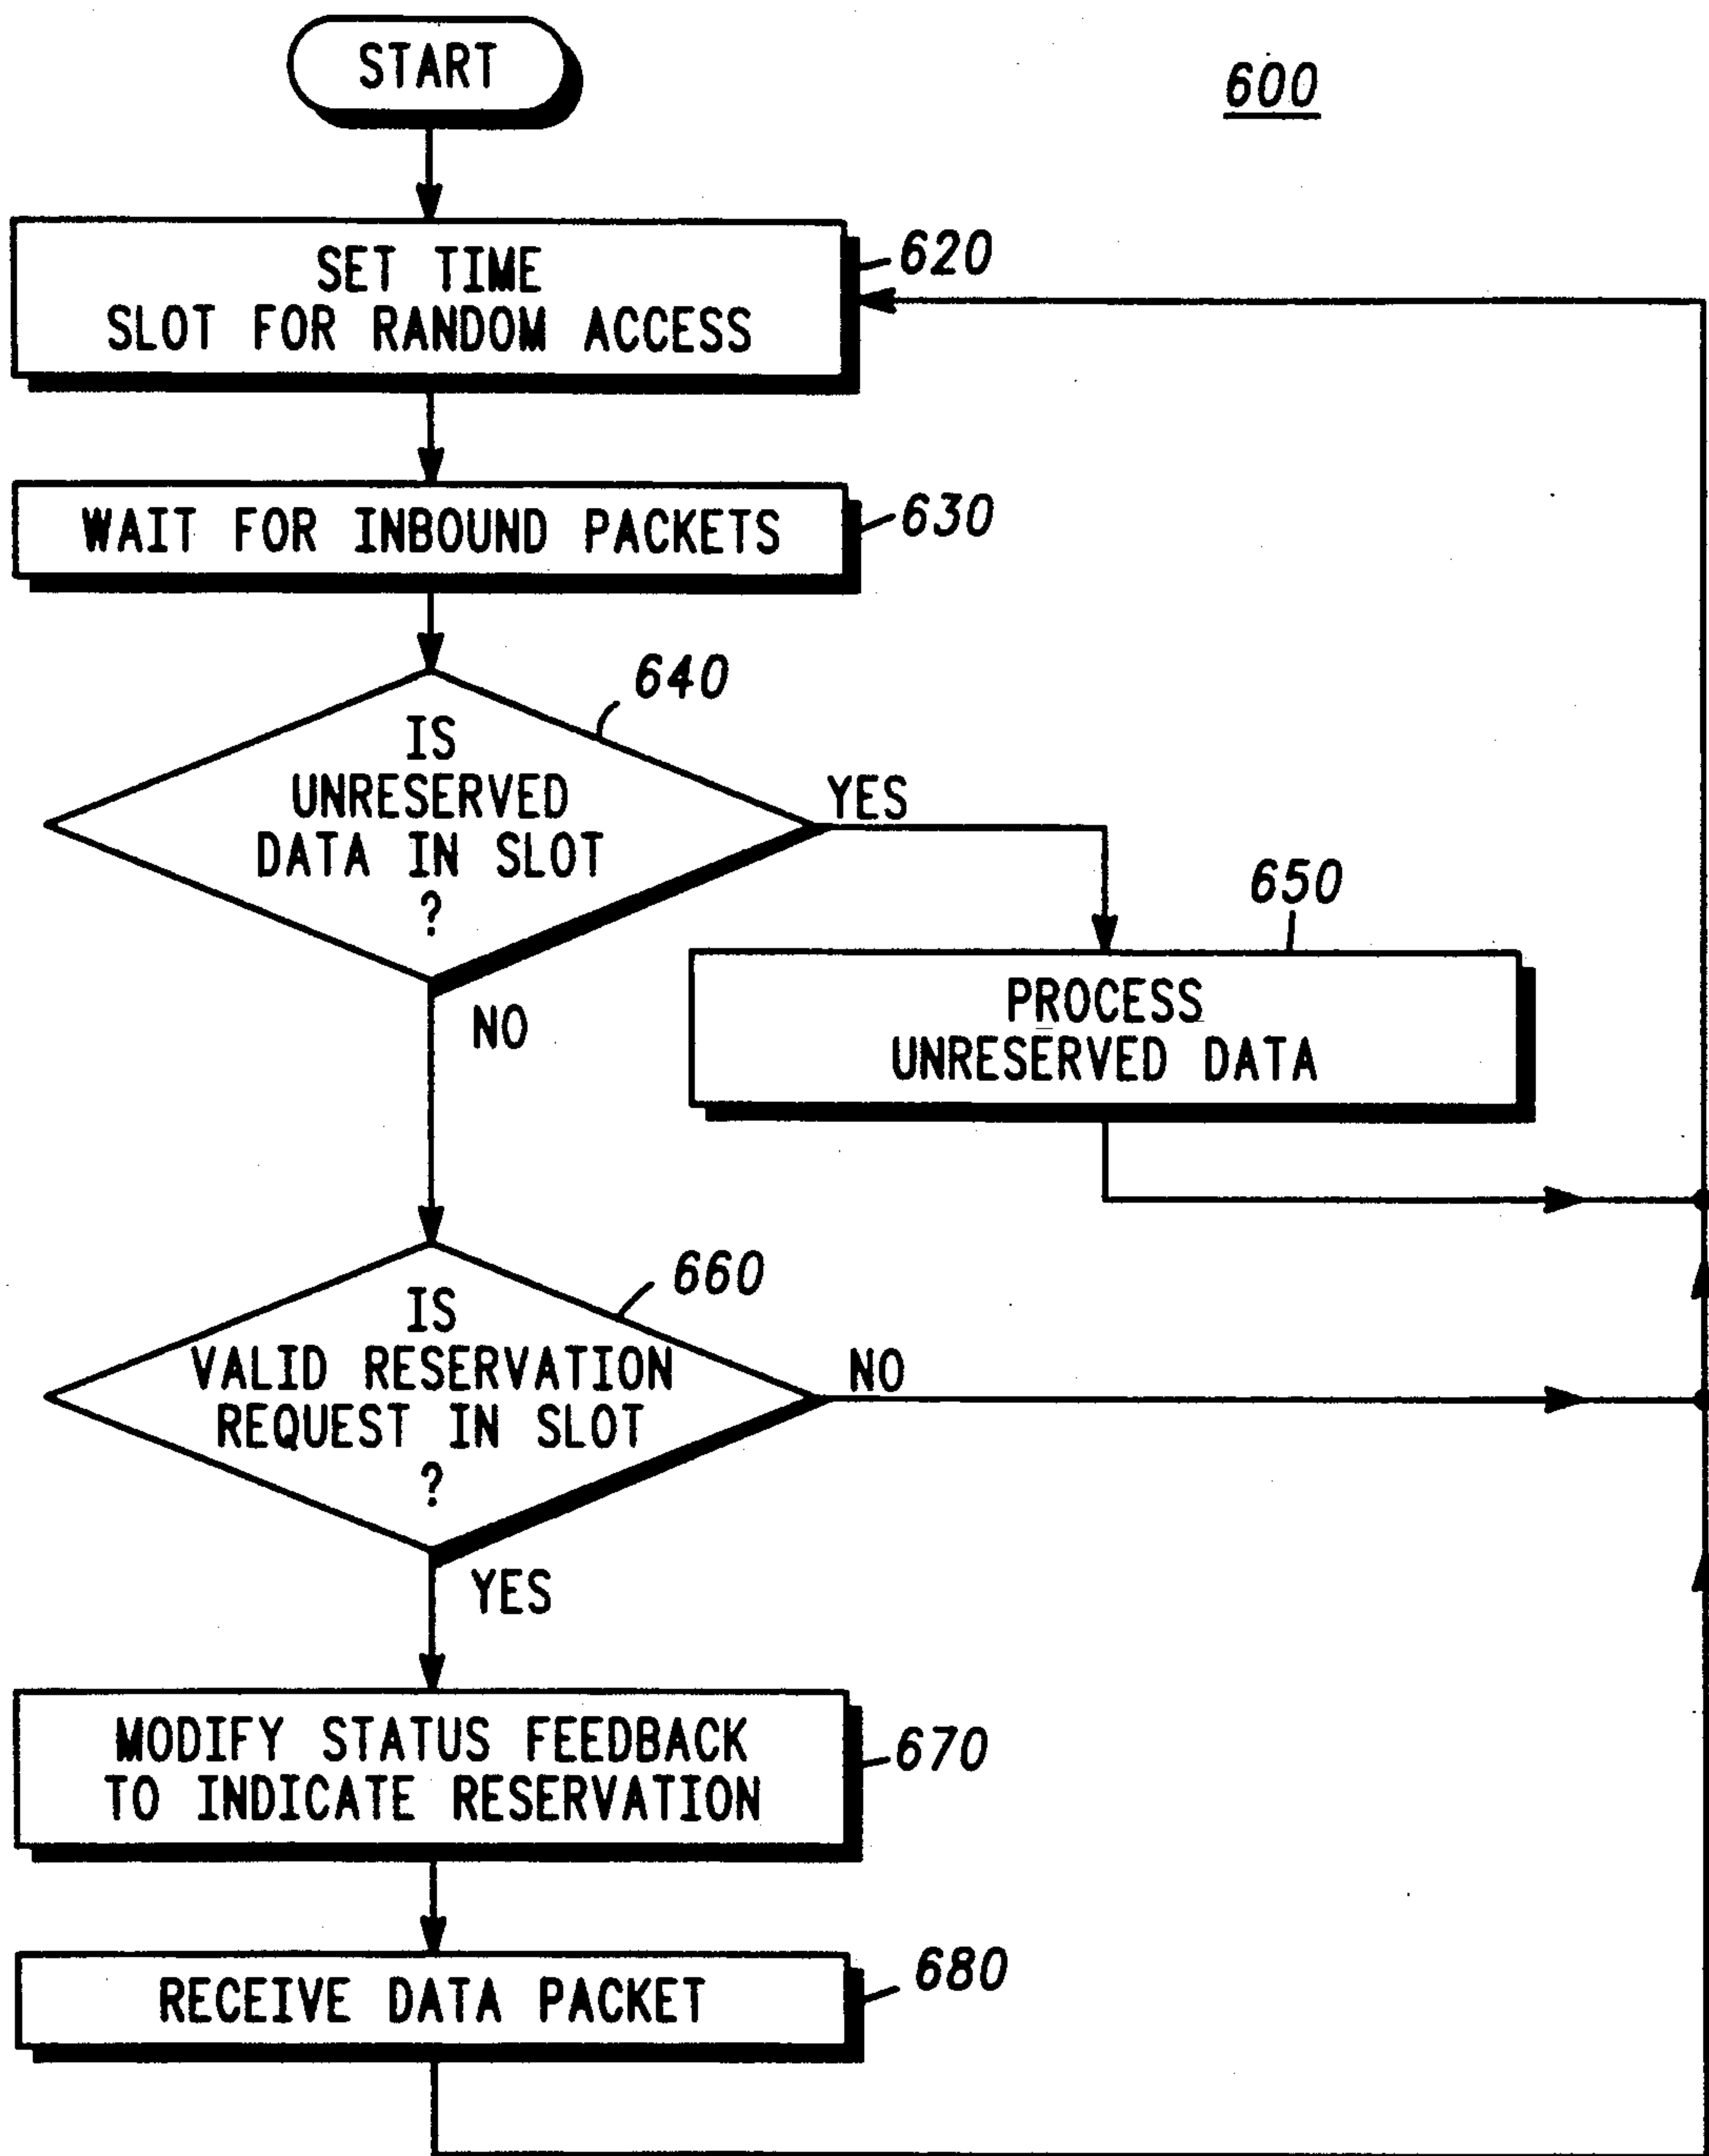 START
600
SET TIME
SLOT FOR RANDOM ACCESS
620
WAIT FOR INBOUND PACKETS
630
640
IS
UNRESERVED
DATA IN SLOT
?
YES
NO
650
PROCESS
UNRESERVED DATA
660
IS
VALID RESERVATION
REQUEST IN SLOT
?
NO
YES
MODIFY STATUS FEEDBACK
TO INDICATE RESERVATION
670
RECEIVE DATA PACKET
680